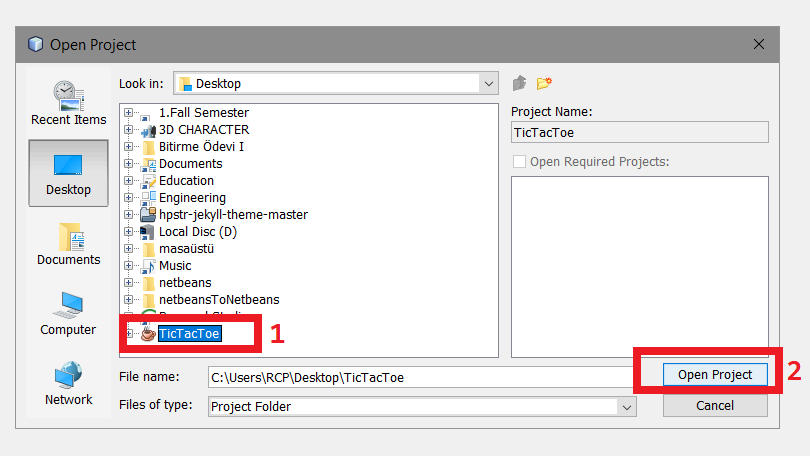 Open Project
Look in:
Desktop
Recent Items
Desktop
Documents
Computer
Network
1.Fall Semester
3D CHARACTER
Bitirme Ödevi I
Documents
Education
Engineering
hpstr-jekyll-theme-master
Local Disc (D)
masaüstü
Music
netbeans
netbeansToNetbeans
TicTacToe
1
Project Name:
TicTacToe
Open Required Projects:
File name:
C:\Users\RCP\Desktop\TicTacToe
Open Project
2
Files of type:
Project Folder
Cancel